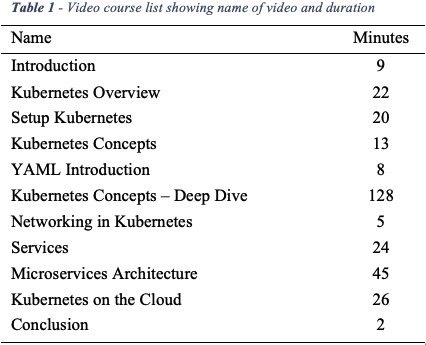 Table 1 - Video course list showing name of video and duration
Name Minutes
Introduction 9
Kubernetes Overview 22
Setup Kubernetes 20
Kubernetes Concepts 13
YAML Introduction 8
Kubernetes Concepts – Deep Dive 128
Networking in Kubernetes 5
Services 24
Microservices Architecture 45
Kubernetes on the Cloud 26
Conclusion 2